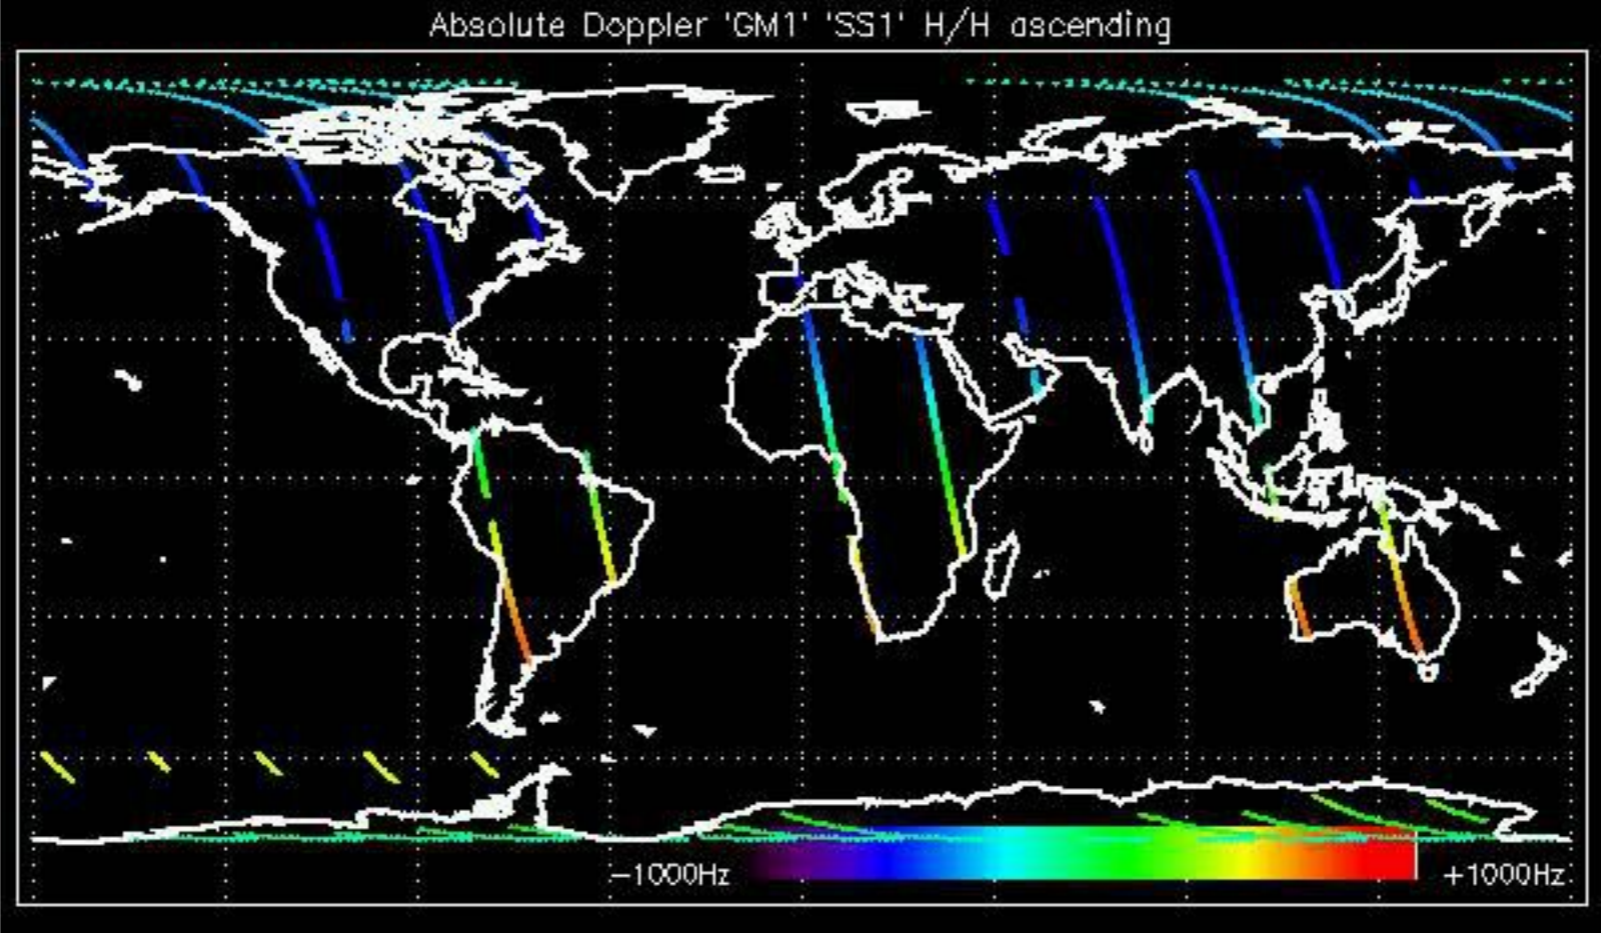 Absolute Doppler 'GM1' 'SS1' H/H ascending
-1000Hz +1000Hz